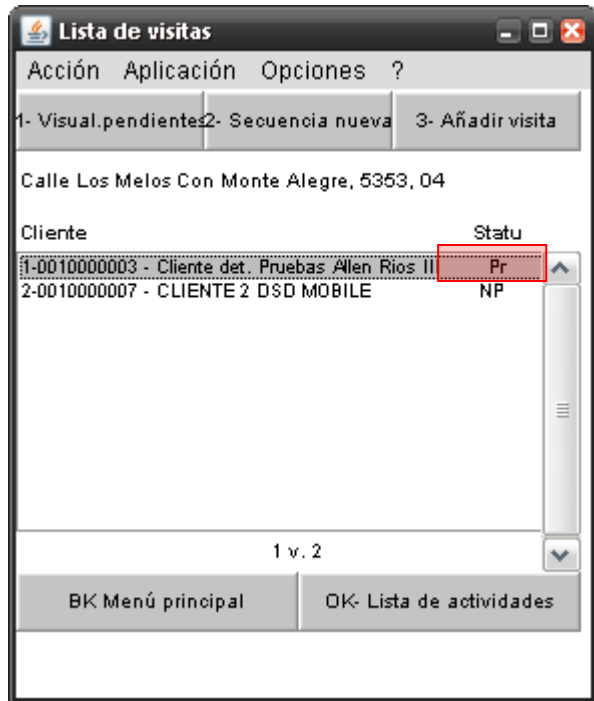 Lista de visitas
Acción Aplicación Opciones ?
1- Visual.pendientes 2- Secuencia nueva 3- Añadir visita
Calle Los Melos Con Monte Alegre, 5353, 04
Cliente Statu
1-0010000003 - Cliente det. Pruebas Allen Rios III Pr
2-0010000007 - CLIENTE 2 DSD MOBILE NP
1 v. 2
BK Menú principal OK- Lista de actividades